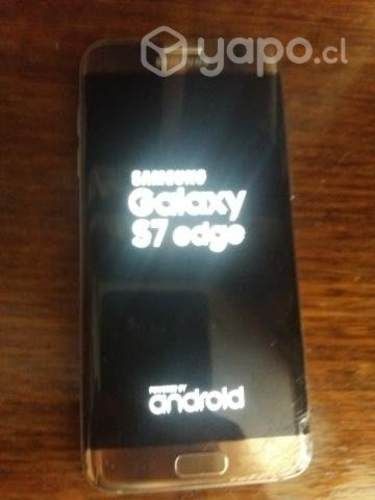 yapo.cl
SAMSUNG
Galaxy
S7 edge
POWERED BY
android